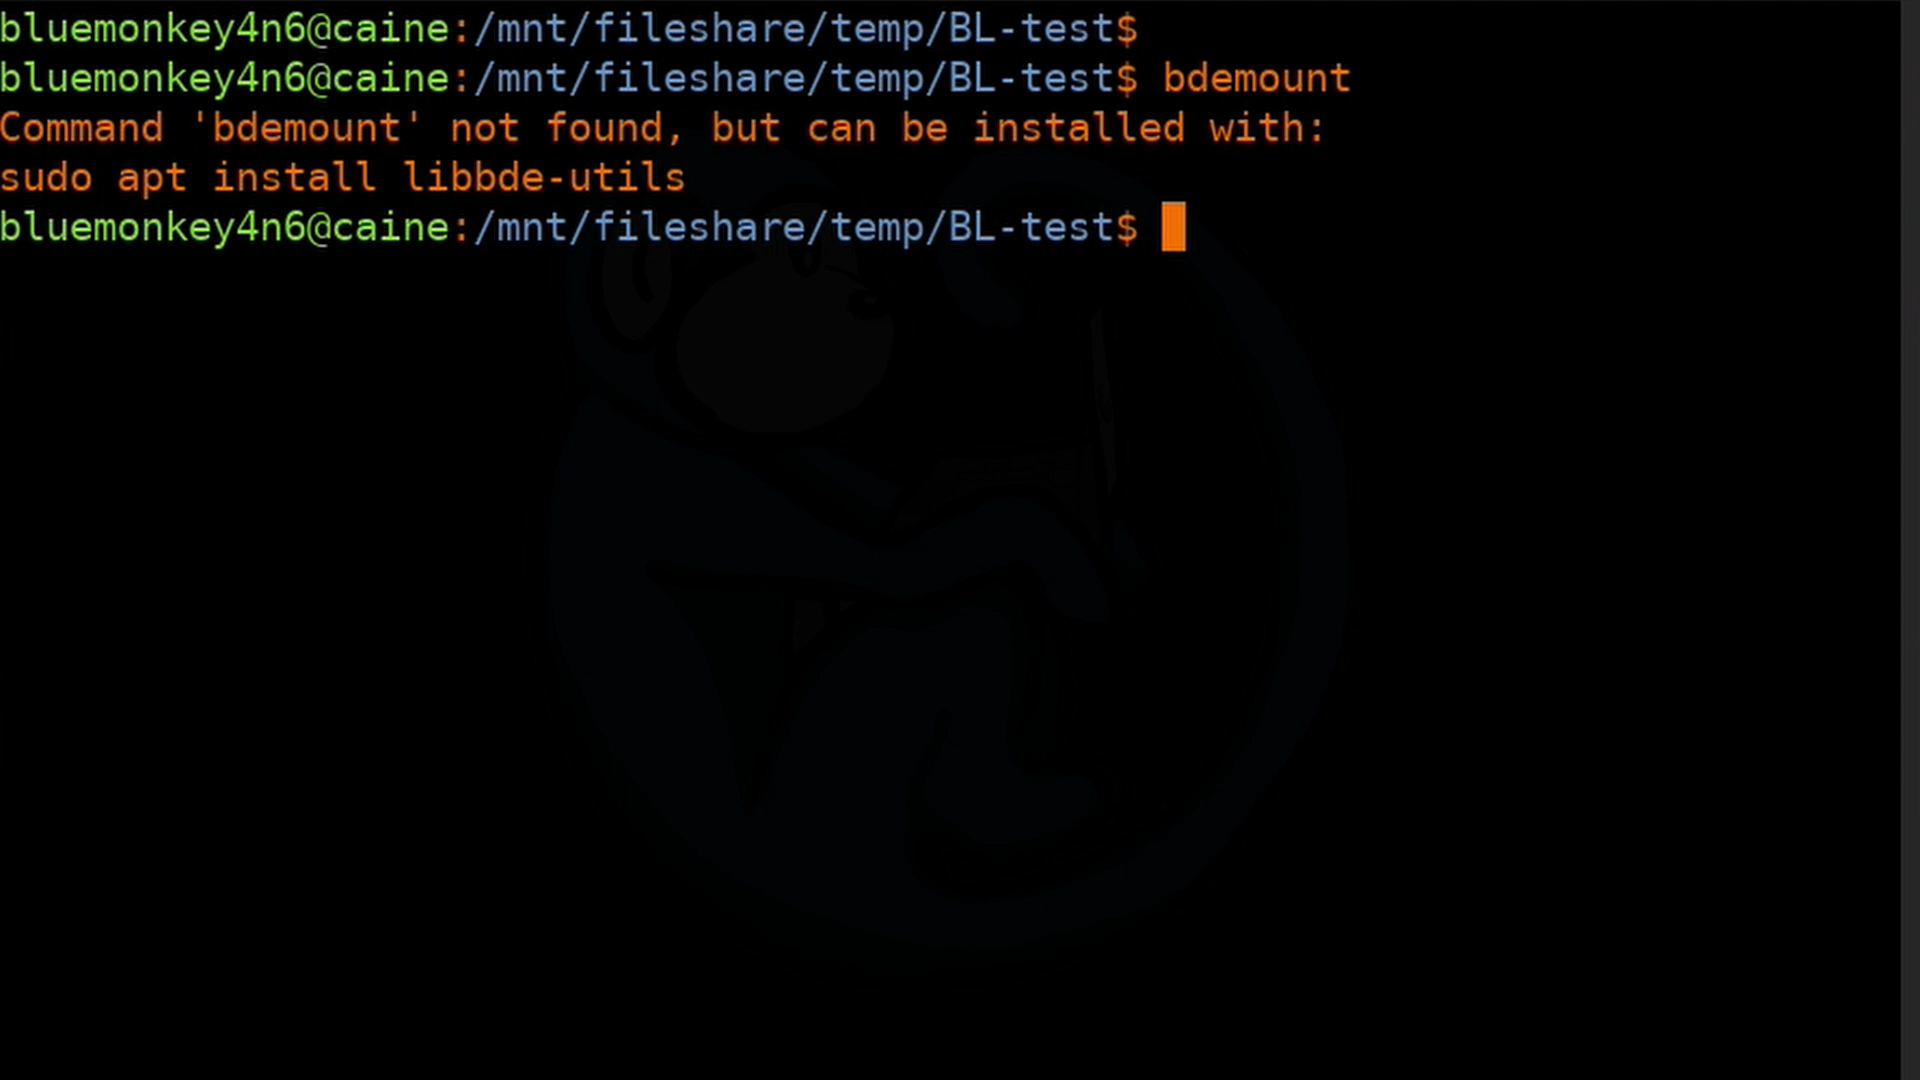 bluemonkey4n6@caine:/mnt/fileshare/temp/BL-test$
bluemonkey4n6@caine:/mnt/fileshare/temp/BL-test$ bdemount
Command 'bdemount' not found, but can be installed with:
sudo apt install libbde-utils
bluemonkey4n6@caine:/mnt/fileshare/temp/BL-test$